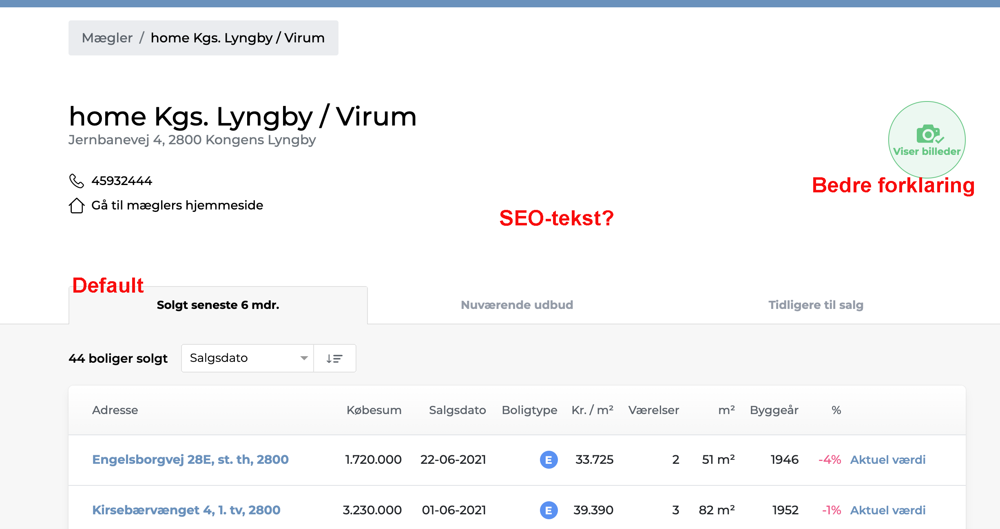 Mægler / home Kgs. Lyngby / Virum
home Kgs. Lyngby / Virum
Jernbanevej 4, 2800 Kongens Lyngby
Viser billeder
Bedre forklaring
45932444
Gå til mæglers hjemmeside
SEO-tekst?
Default
Solgt seneste 6 mdr. Nuværende udbud Tidligere til salg
44 boliger solgt Salgsdato
Adresse Købesum Salgsdato Boligtype Kr. / m² Værelser m² Byggeår %
Engelsborgvej 28E, st. th, 2800 1.720.000 22-06-2021 E 33.725 2 51 m² 1946 -4% Aktuel værdi
Kirsebærvænget 4, 1. tv, 2800 3.230.000 01-06-2021 E 39.390 3 82 m² 1952 -1% Aktuel værdi